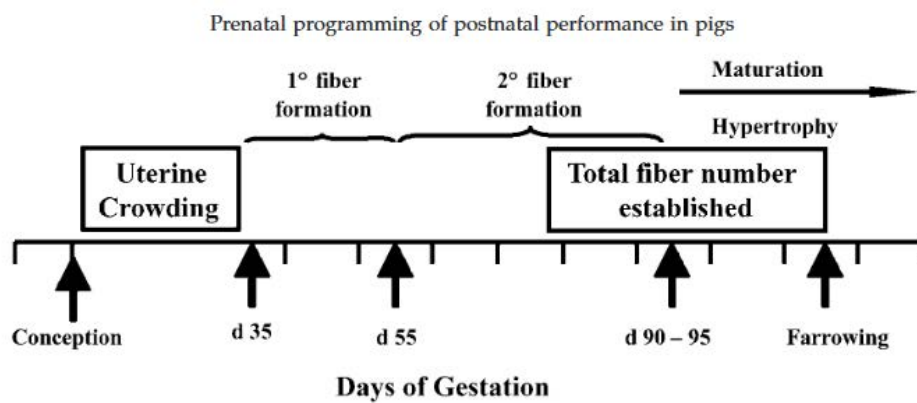 Prenatal programming of postnatal performance in pigs
1° fiber
formation
2° fiber
formation
Maturation
Hypertrophy
Uterine
Crowding
Total fiber number
established
Conception
d 35
d 55
d 90 – 95
Farrowing
Days of Gestation